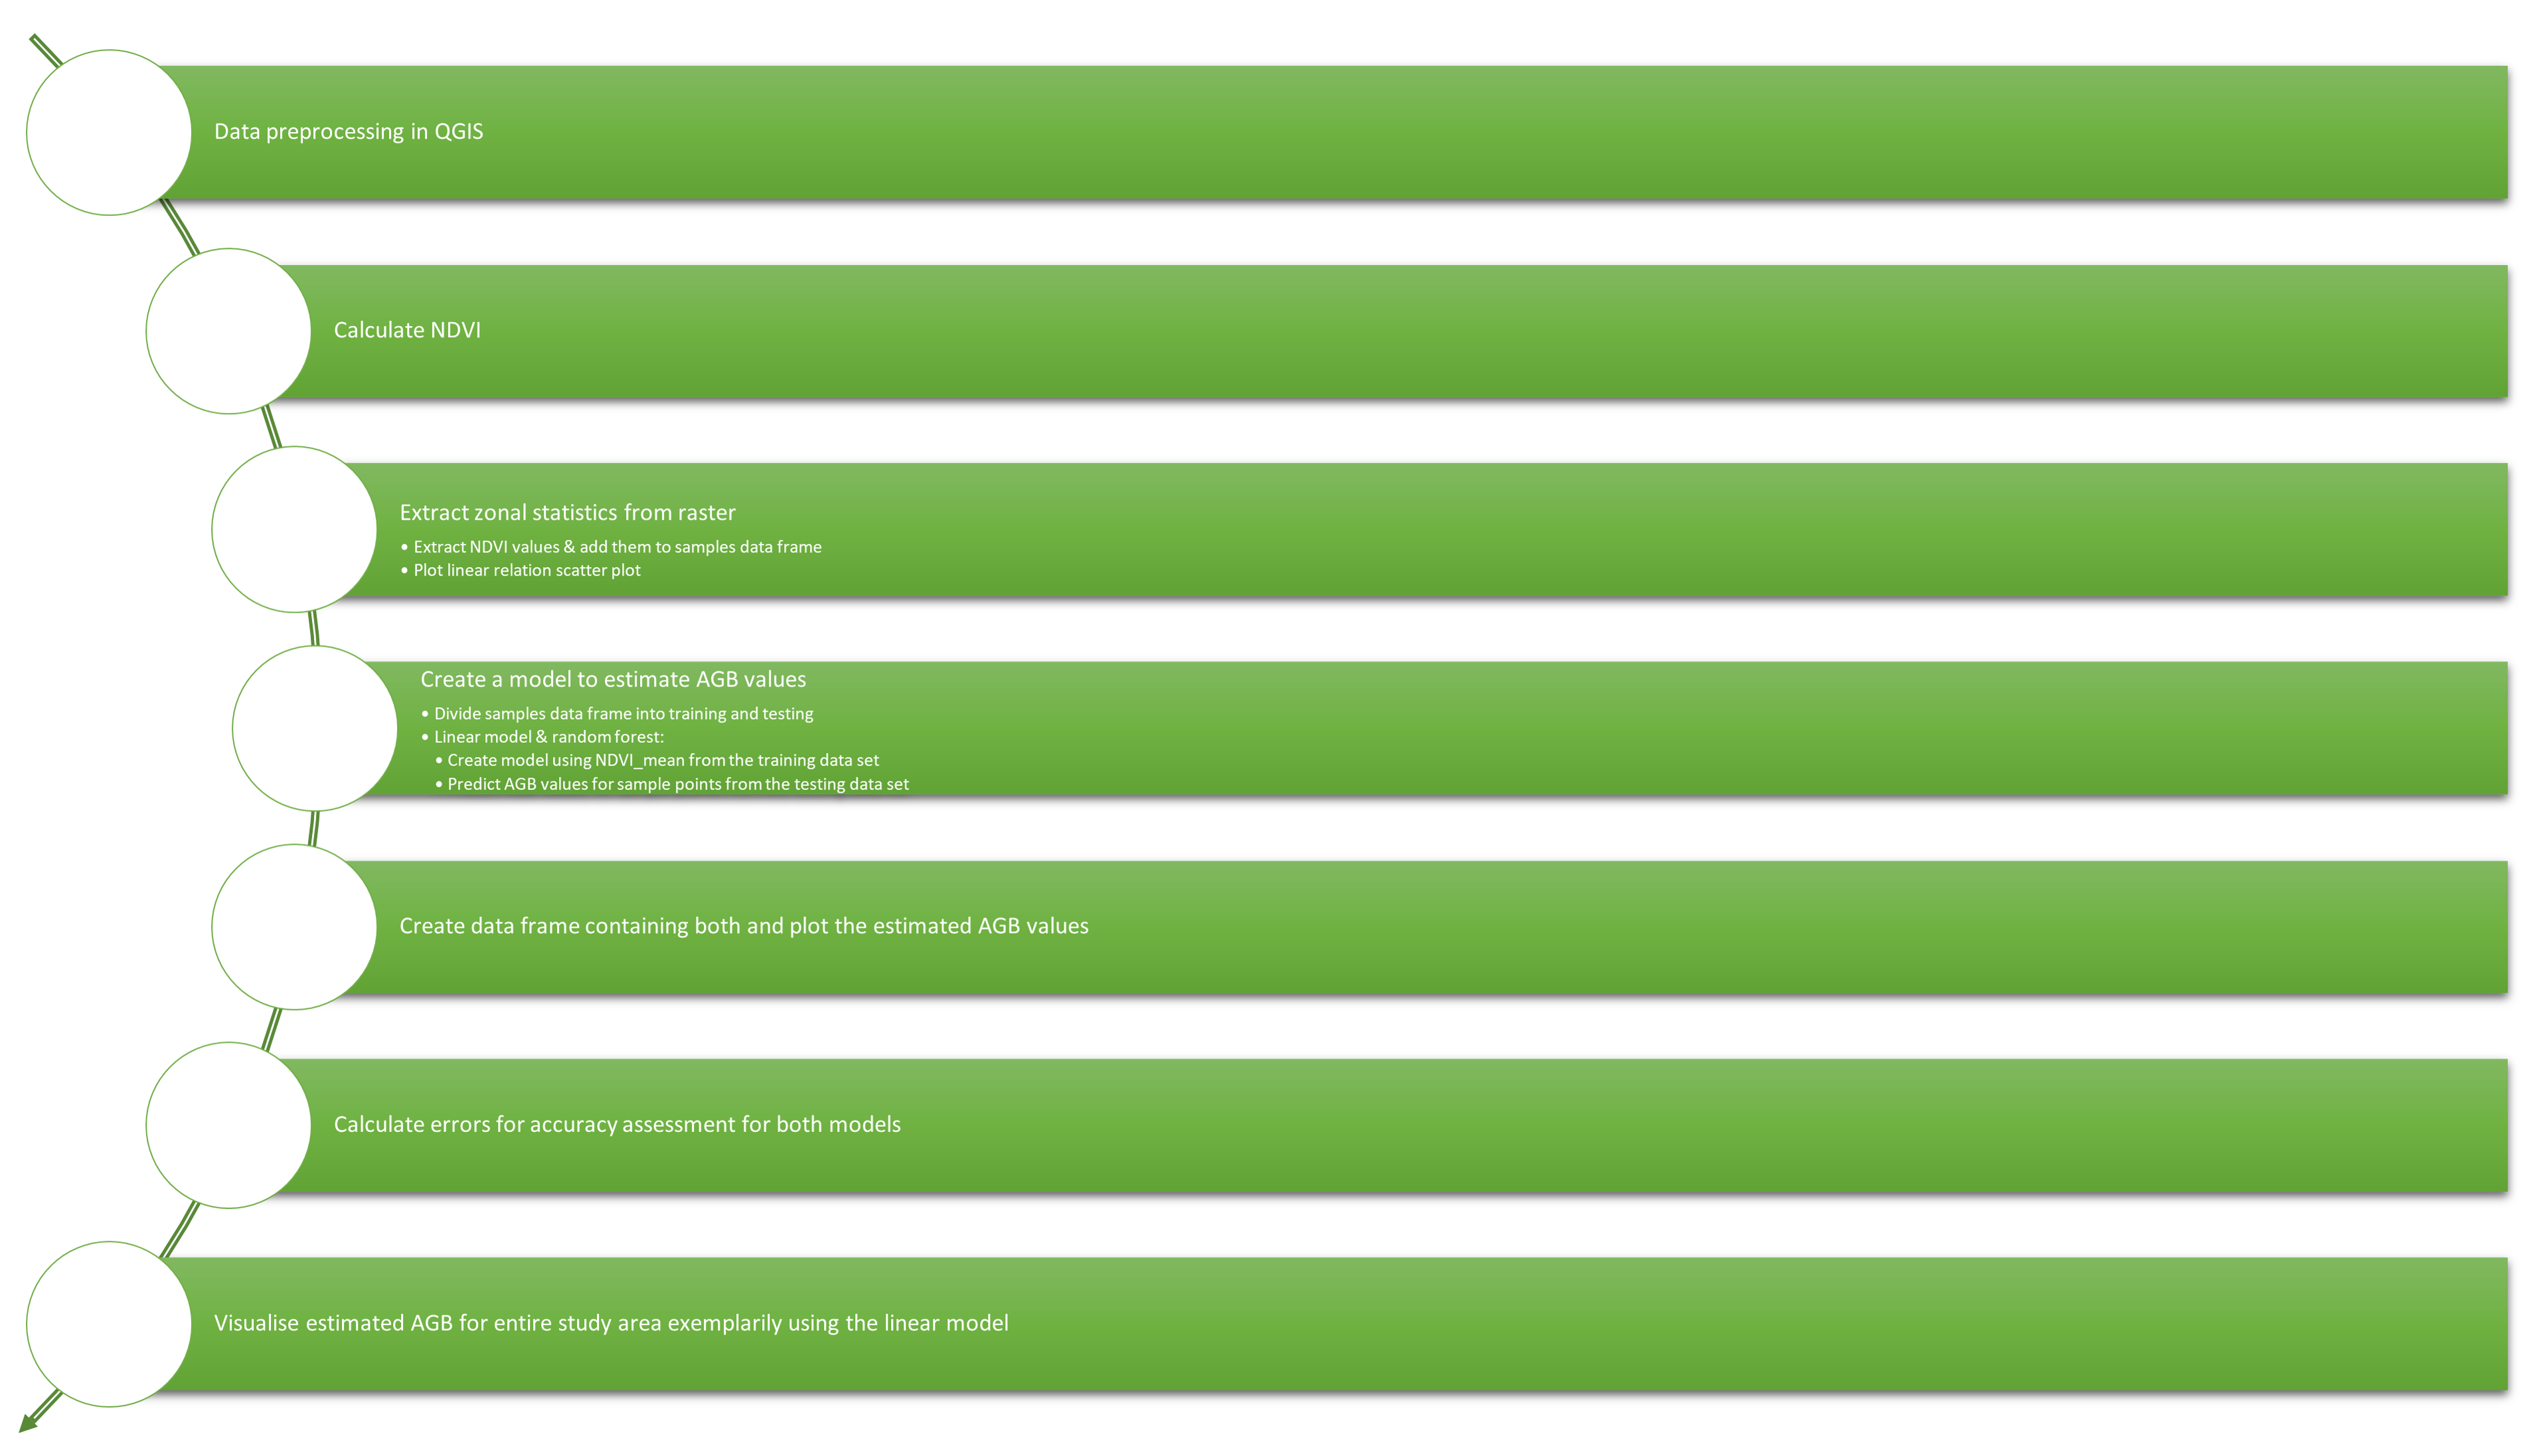 Data preprocessing in QGIS
Calculate NDVI
Extract zonal statistics from raster
• Extract NDVI values & add them to samples data frame
• Plot linear relation scatter plot
Create a model to estimate AGB values
• Divide samples data frame into training and testing
• Linear model & random forest:
• Create model using NDVI_mean from the training data set
• Predict AGB values for sample points from the testing data set
Create data frame containing both and plot the estimated AGB values
Calculate errors for accuracy assessment for both models
Visualise estimated AGB for entire study area exemplarily using the linear model